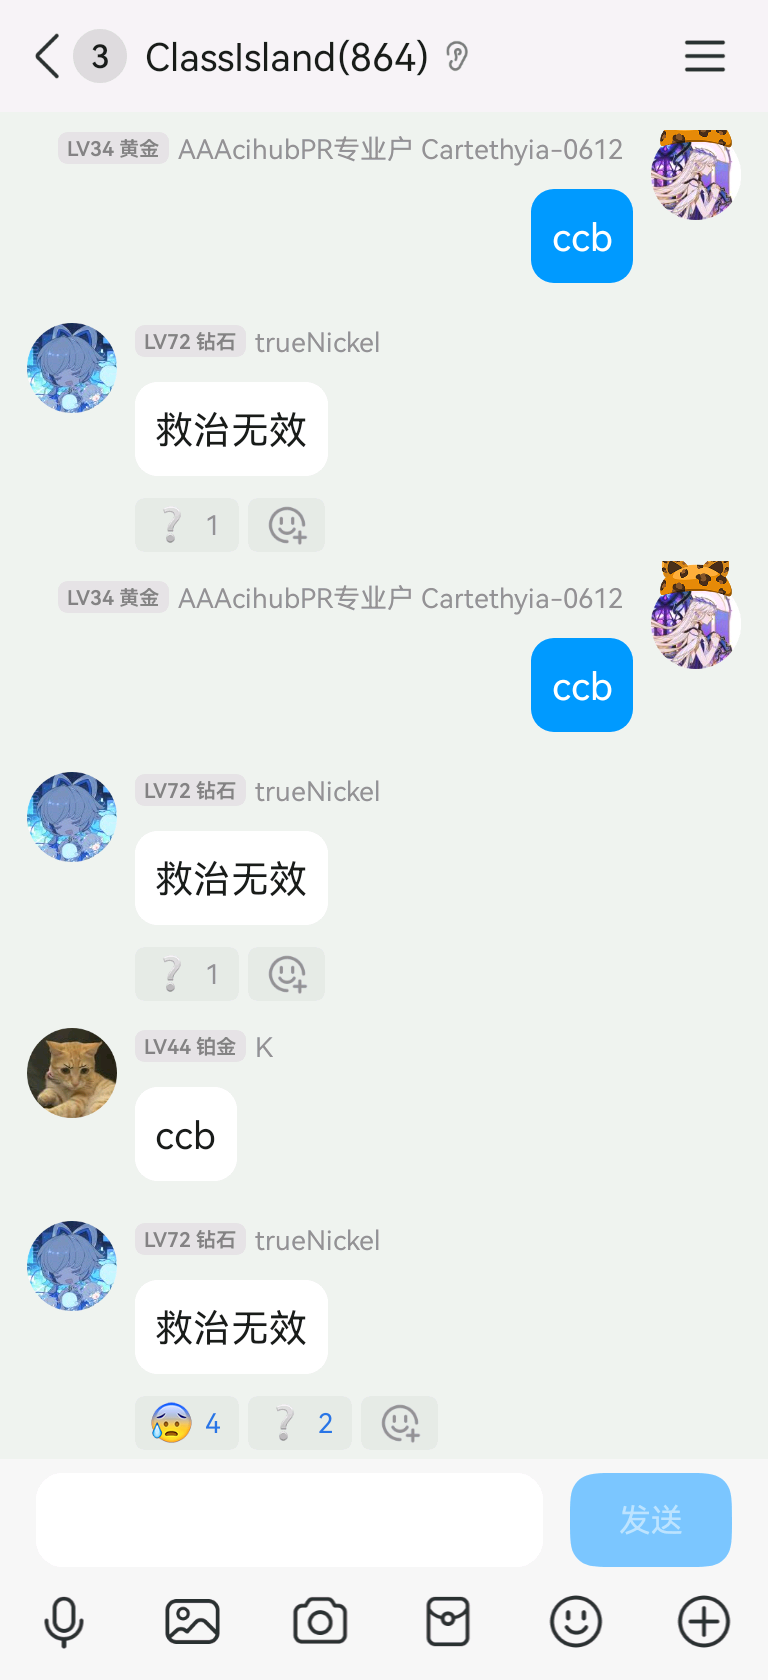 3 ClassIsland(864)
LV34 黄金 AAAcihubPR专业户 Cartethyia-0612
ccb
LV72 钻石 trueNickel
救治无效
❔ 1
LV34 黄金 AAAcihubPR专业户 Cartethyia-0612
ccb
LV72 钻石 trueNickel
救治无效
❔ 1
LV44 铂金 K
ccb
LV72 钻石 trueNickel
救治无效
😰 4 ❔ 2
发送